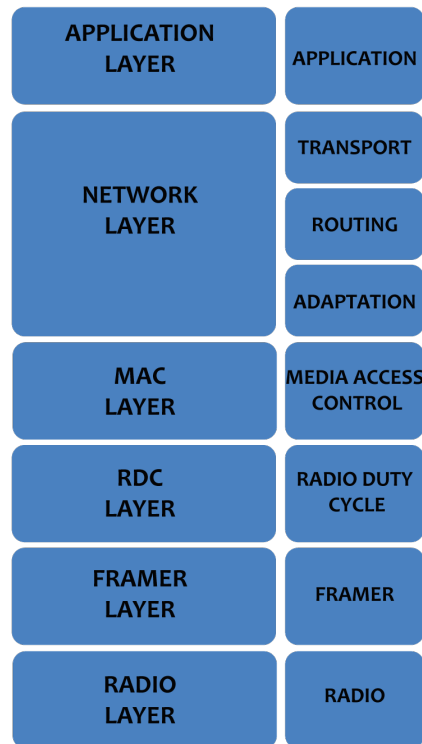 APPLICATION
LAYER
APPLICATION
NETWORK
LAYER
TRANSPORT
ROUTING
ADAPTATION
MAC
LAYER
MEDIA ACCESS
CONTROL
RDC
LAYER
RADIO DUTY
CYCLE
FRAMER
LAYER
FRAMER
RADIO
LAYER
RADIO